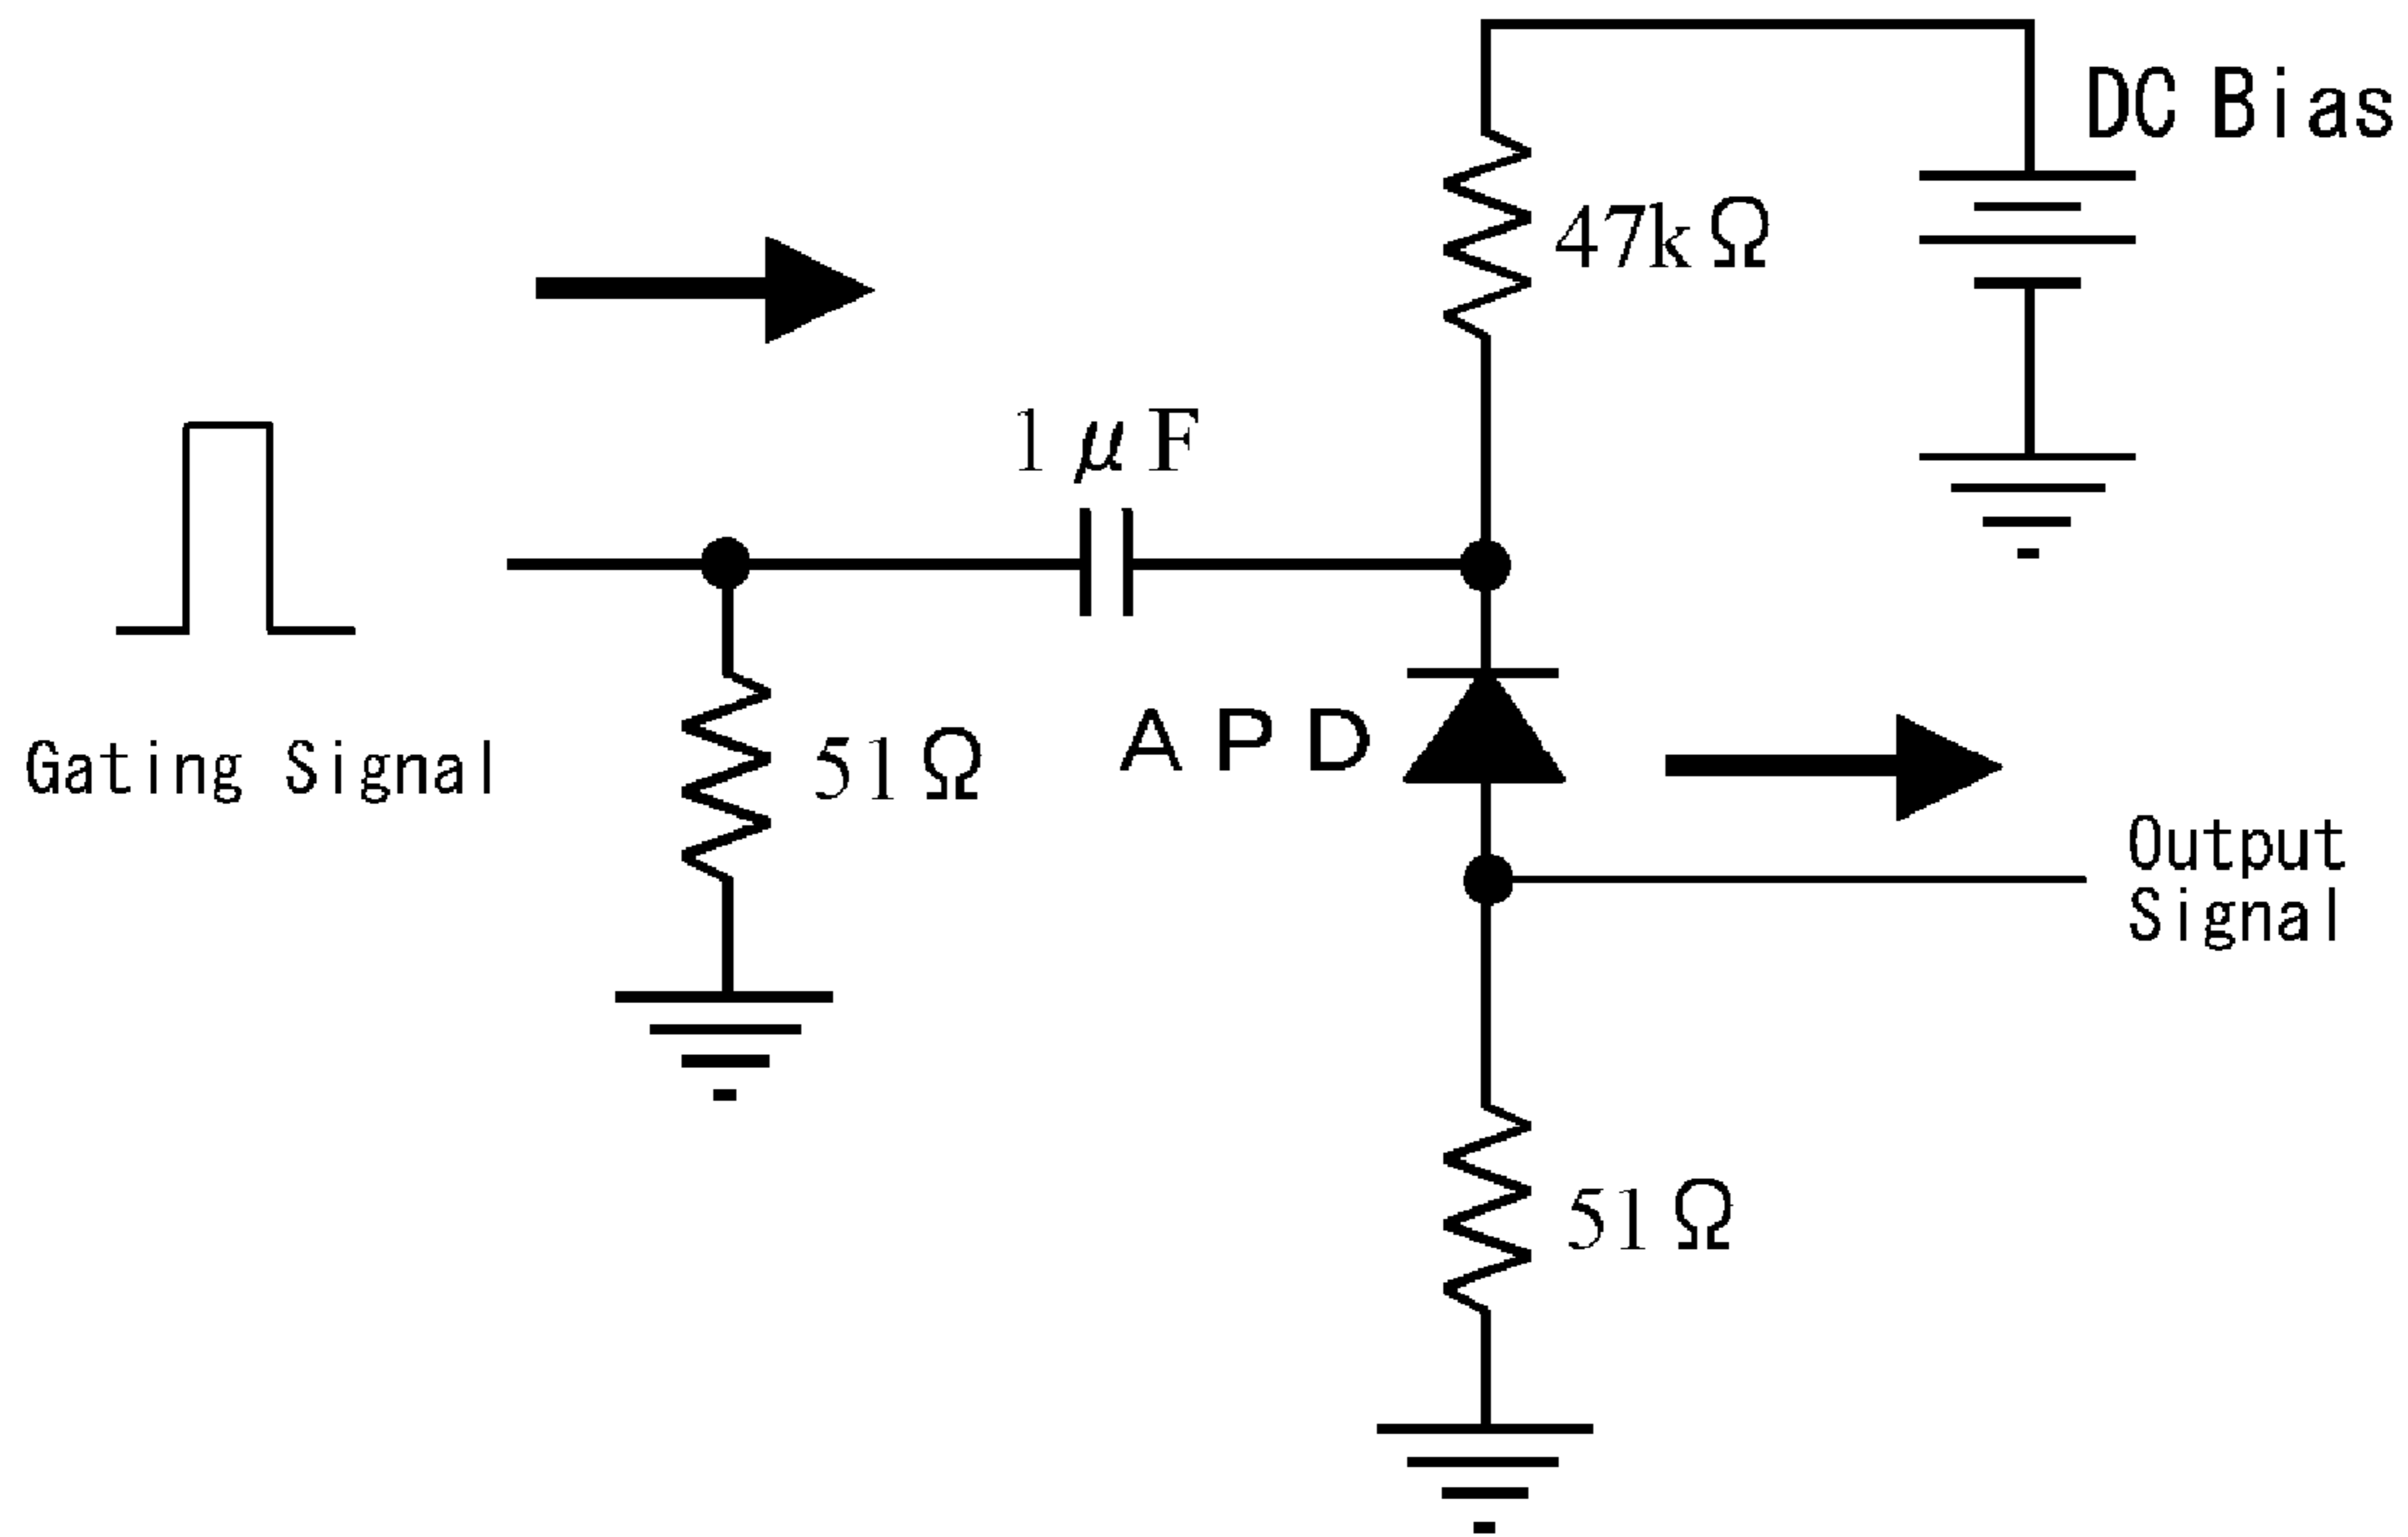 DC Bias
47kΩ
1μF
Gating Signal
51Ω
APD
Output
Signal
51Ω